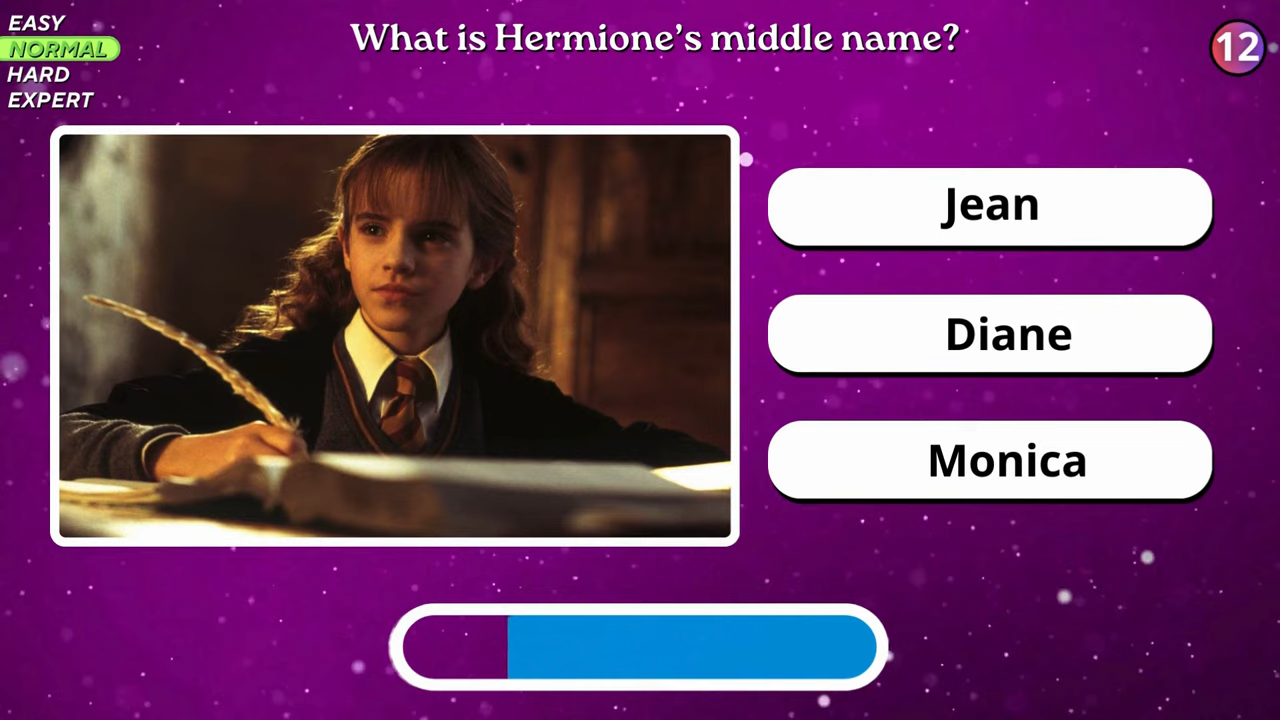 EASY
NORMAL
HARD
EXPERT
What is Hermione’s middle name?
12
Jean
Diane
Monica